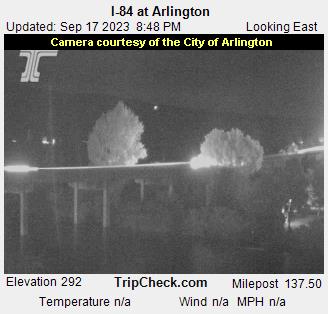 I-84 at Arlington
Updated: Sep 17 2023 8:48 PM Looking East
Camera courtesy of the City of Arlington
Elevation 292 TripCheck.com Milepost 137.50
Temperature n/a Wind n/a MPH n/a